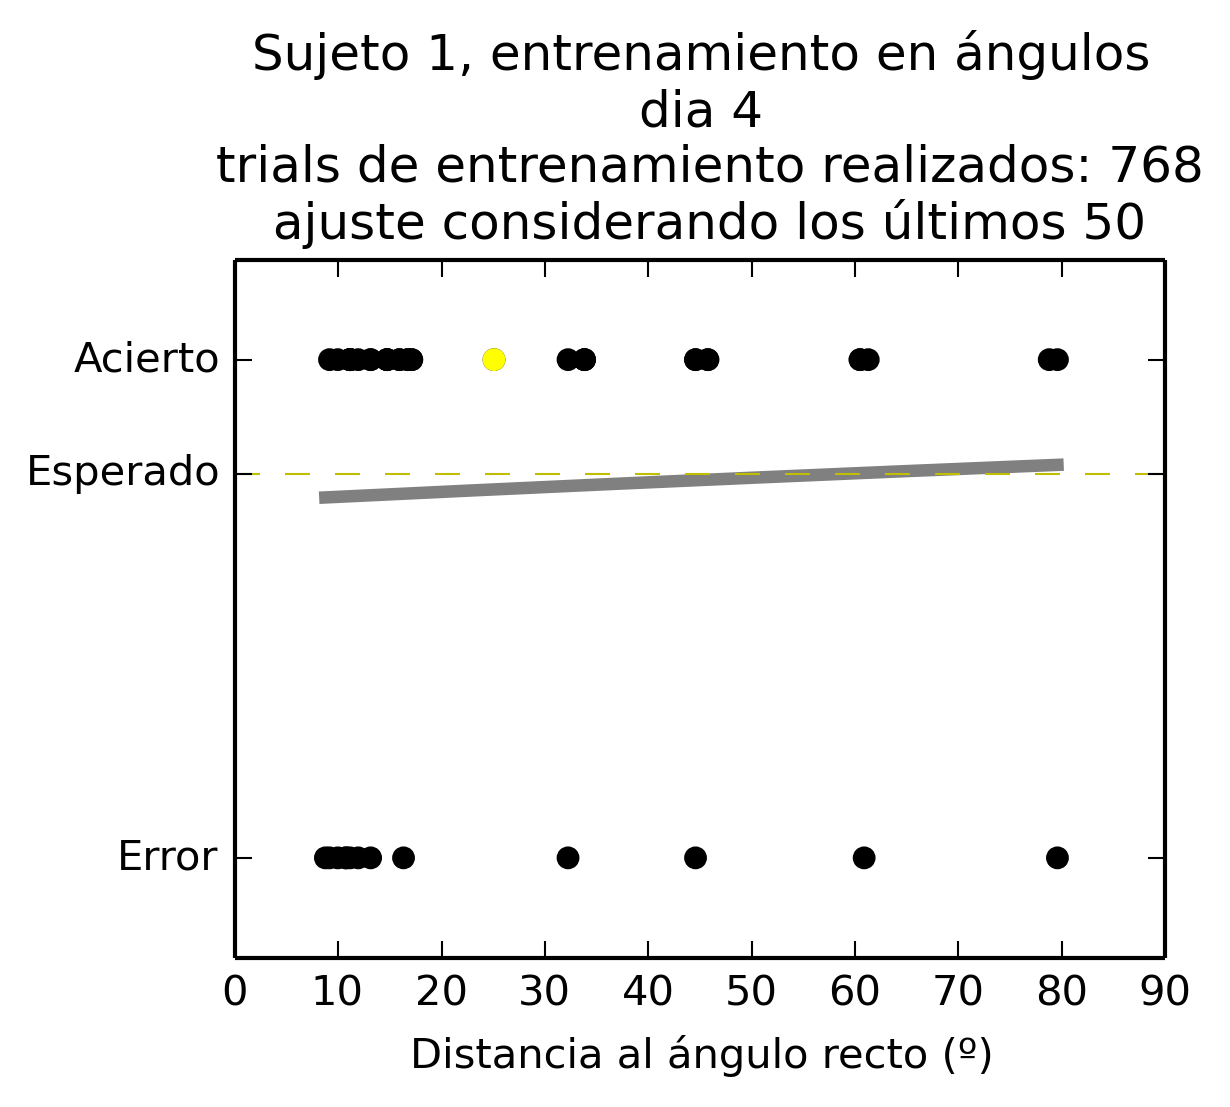 Sujeto 1, entrenamiento en ángulos
dia 4
trials de entrenamiento realizados: 768
ajuste considerando los últimos 50
Acierto
Esperado
Error
0 10 20 30 40 50 60 70 80 90
Distancia al ángulo recto (º)